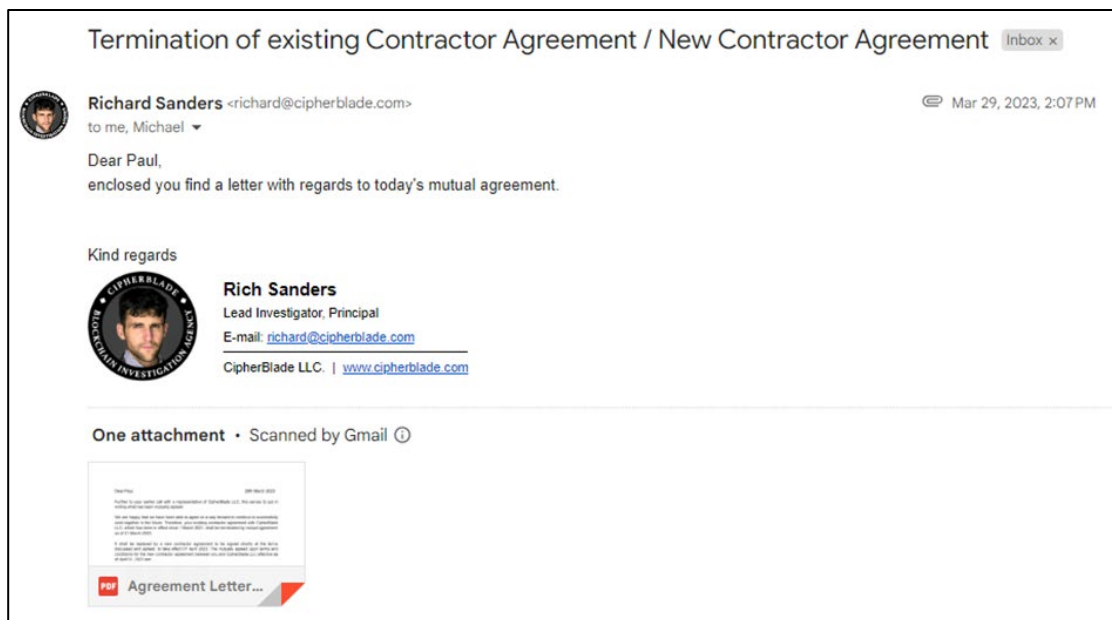 Termination of existing Contractor Agreement / New Contractor Agreement Inbox ×
Richard Sanders <richard@cipherblade.com> Mar 29, 2023, 2:07 PM
to me, Michael
Dear Paul,
enclosed you find a letter with regards to today's mutual agreement.
Kind regards
CIPHERBLADE
BLOCKCHAIN INVESTIGATION AGENCY
Rich Sanders
Lead Investigator, Principal
E-mail: richard@cipherblade.com
CipherBlade LLC. | www.cipherblade.com
One attachment • Scanned by Gmail
Dear Paul
PDF Agreement Letter...